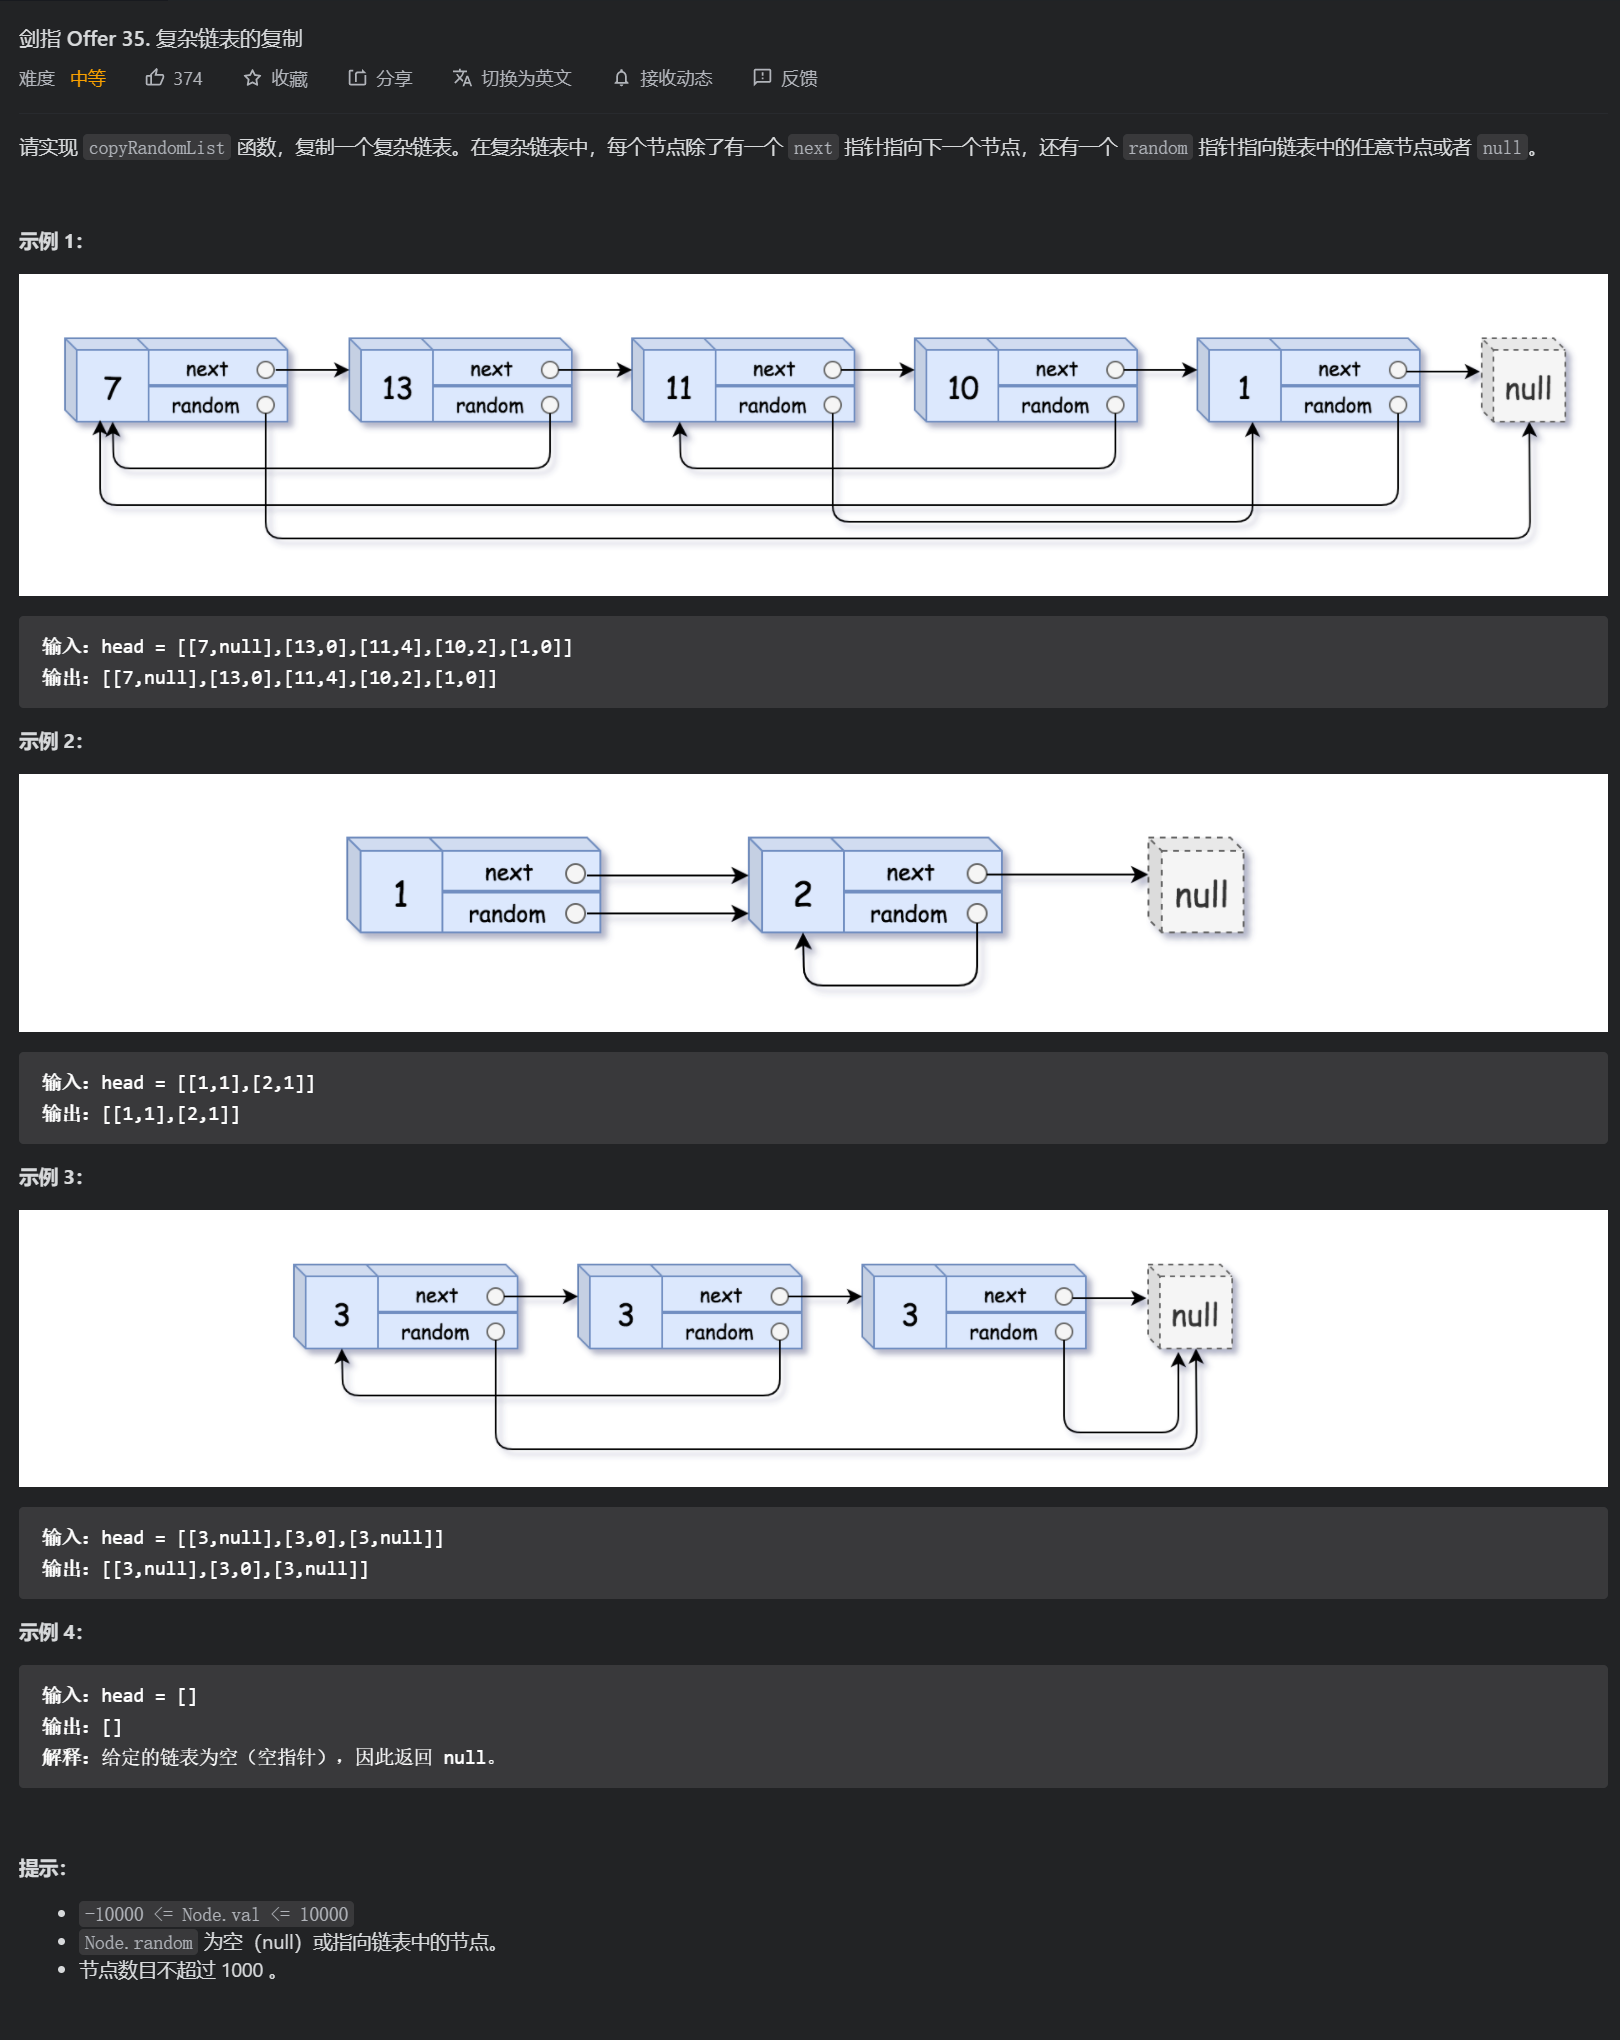 剑指 Offer 35. 复杂链表的复制
难度 中等 374 收藏 分享 切换为英文 接收动态 反馈
请实现 copyRandomList 函数，复制一个复杂链表。在复杂链表中，每个节点除了有一个 next 指针指向下一个节点，还有一个 random 指针指向链表中的任意节点或者 null。
示例 1：
7 next random 13 next random 11 next random 10 next random 1 next random null
输入：head = [[7,null],[13,0],[11,4],[10,2],[1,0]]
输出：[[7,null],[13,0],[11,4],[10,2],[1,0]]
示例 2：
1 next random 2 next random null
输入：head = [[1,1],[2,1]]
输出：[[1,1],[2,1]]
示例 3：
3 next random 3 next random 3 next random null
输入：head = [[3,null],[3,0],[3,null]]
输出：[[3,null],[3,0],[3,null]]
示例 4：
输入：head = []
输出：[]
解释：给定的链表为空（空指针），因此返回 null。
提示：
-10000 <= Node.val <= 10000
Node.random 为空（null）或指向链表中的节点。
节点数目不超过 1000 。